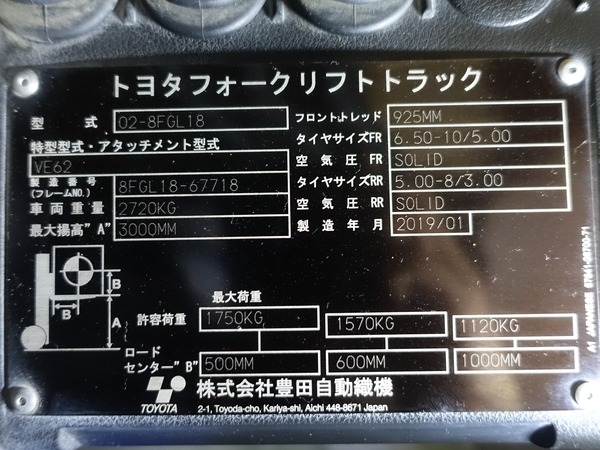 トヨタフォークリフトトラック
型 式 02-8FGL18
特型型式・アタッチメント型式
VE62
製造番号 (フレームNO.) 8FGL18-67718
車両重量 2720KG
最大揚高"A" 3000MM
フロントトレッド 925MM
タイヤサイズFR 6.50-10/5.00
空気圧 FR SOLID
タイヤサイズRR 5.00-8/3.00
空気圧 RR SOLID
製造年月 2019/01
B
B
A
最大荷重
許容荷重 1750KG 1570KG 1120KG
ロード
センター"B" 500MM 600MM 1000MM
TOYOTA
株式会社豊田自動織機
2-1, Toyoda-cho, Kariya-shi, Aichi 448-8671 Japan
A1 JAPANESE